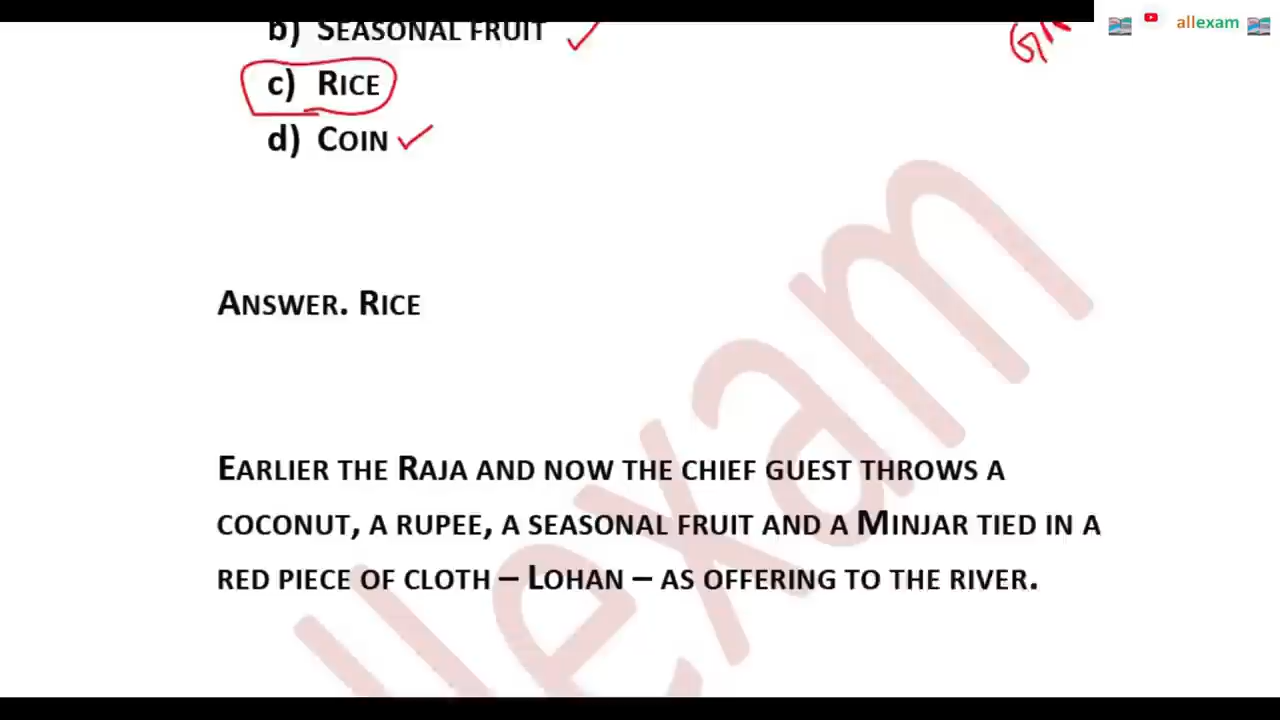 allexam
b) SEASONAL FRUIT
c) RICE
d) COIN
ANSWER. RICE
EARLIER THE RAJA AND NOW THE CHIEF GUEST THROWS A
COCONUT, A RUPEE, A SEASONAL FRUIT AND A MINJAR TIED IN A
RED PIECE OF CLOTH – LOHAN – AS OFFERING TO THE RIVER.
allexam